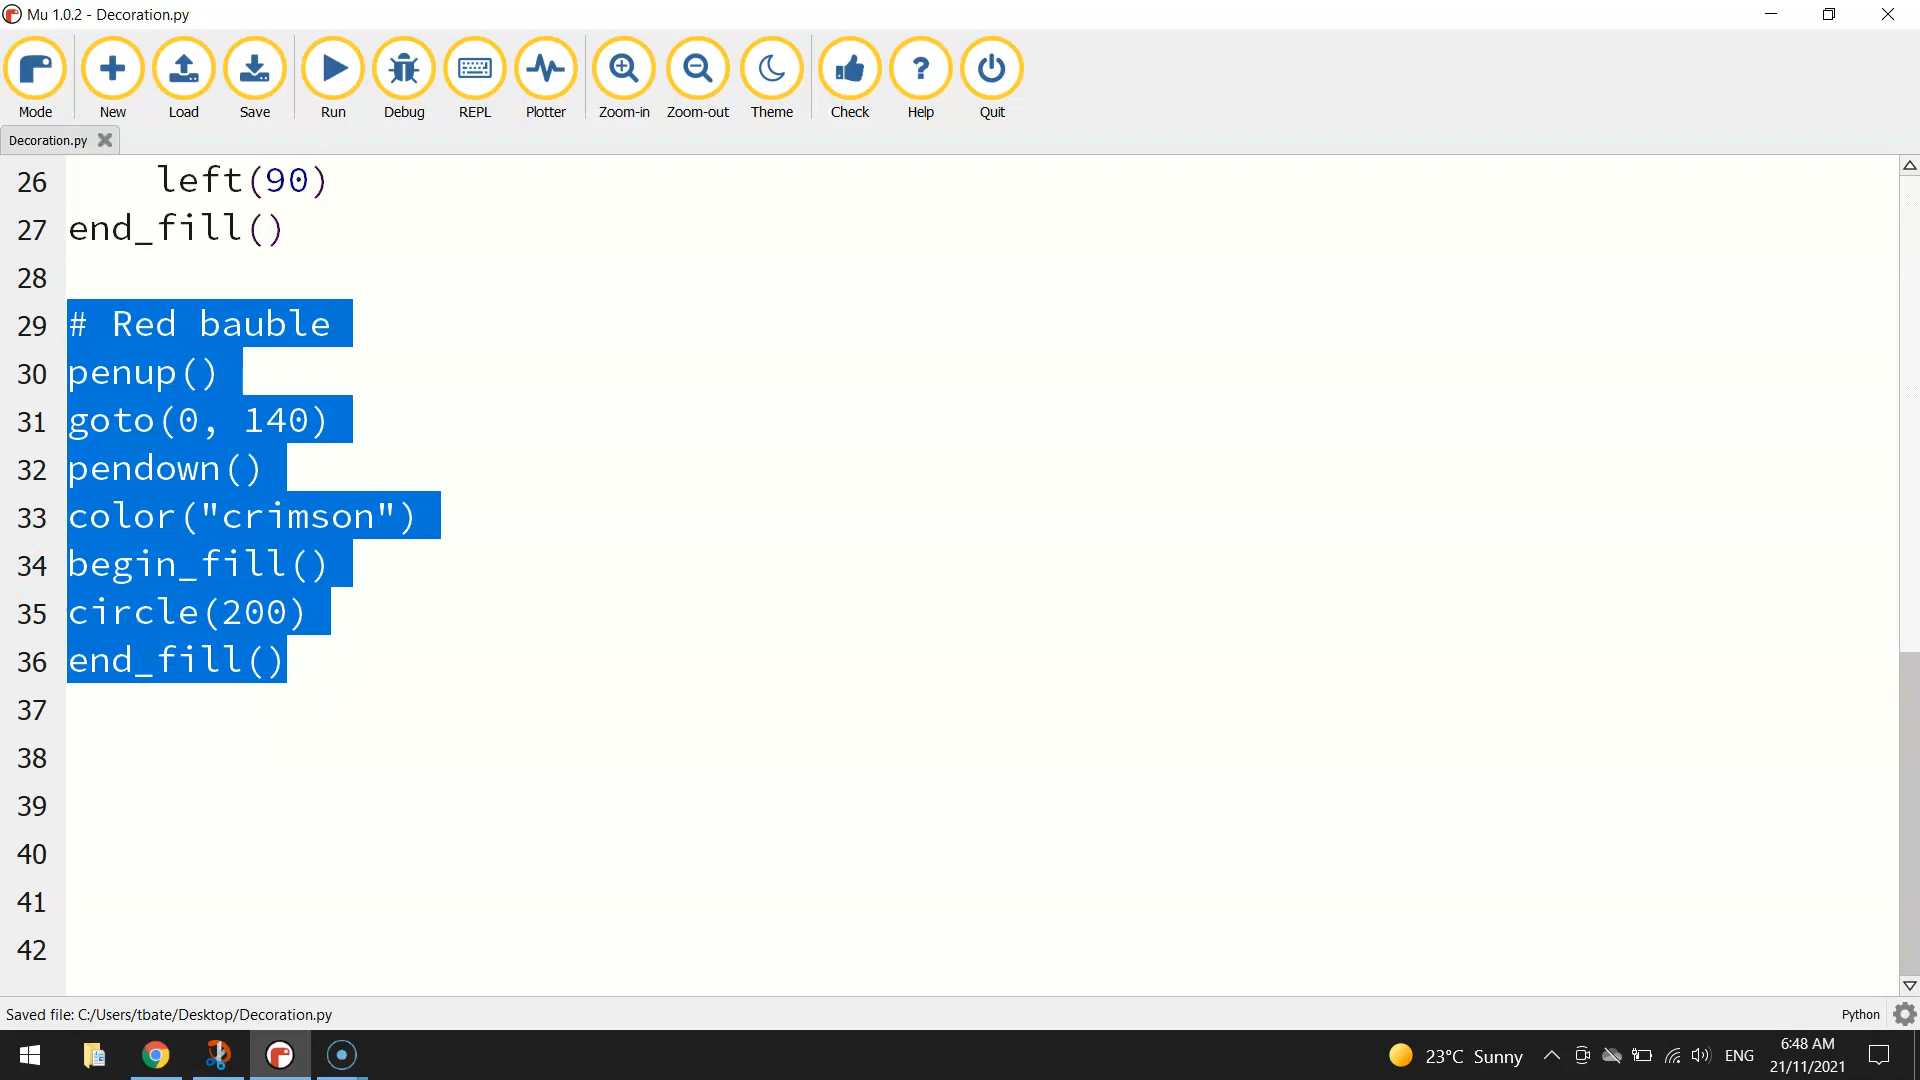 Mu 1.0.2 - Decoration.py
Mode New Load Save Run Debug REPL Plotter Zoom-in Zoom-out Theme Check Help Quit
Decoration.py
26 left(90)
27 end_fill()
28
29 # Red bauble
30 penup()
31 goto(0, 140)
32 pendown()
33 color("crimson")
34 begin_fill()
35 circle(200)
36 end_fill()
37
38
39
40
41
42
Saved file: C:/Users/tbate/Desktop/Decoration.py
Python
23°C Sunny
ENG
6:48 AM
21/11/2021